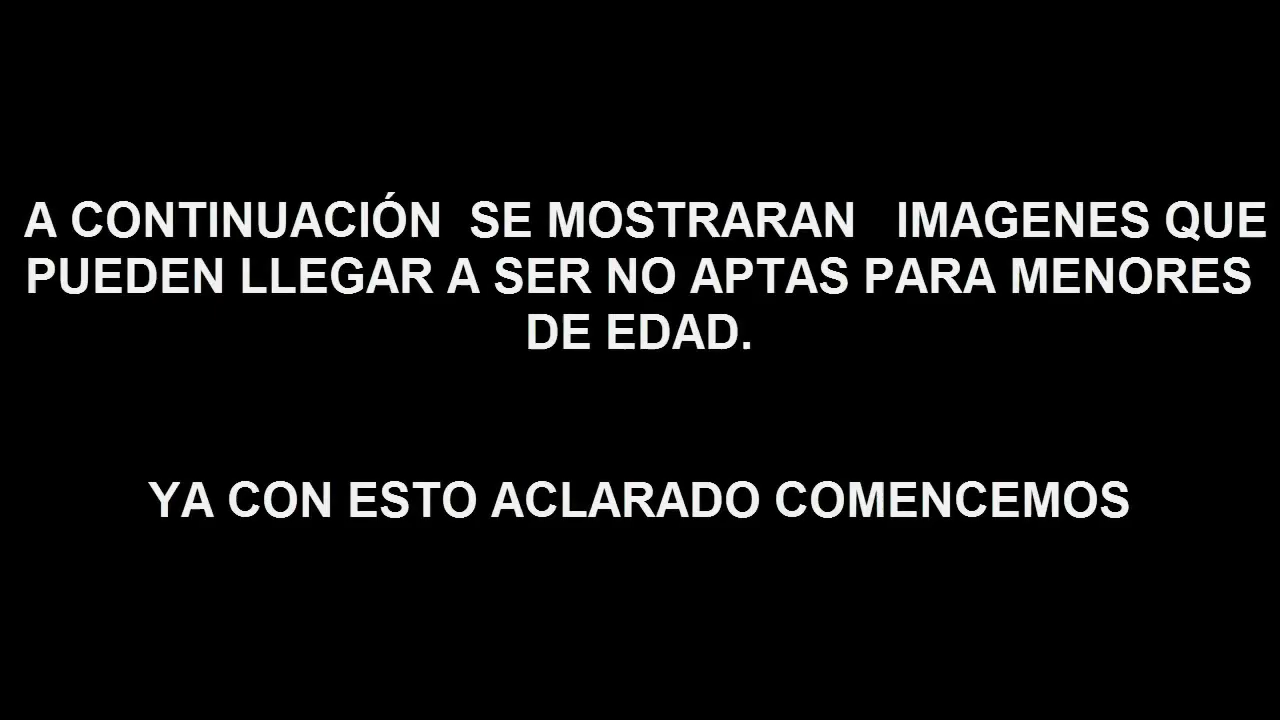 A CONTINUACIÓN SE MOSTRARAN IMAGENES QUE
PUEDEN LLEGAR A SER NO APTAS PARA MENORES
DE EDAD.
YA CON ESTO ACLARADO COMENCEMOS